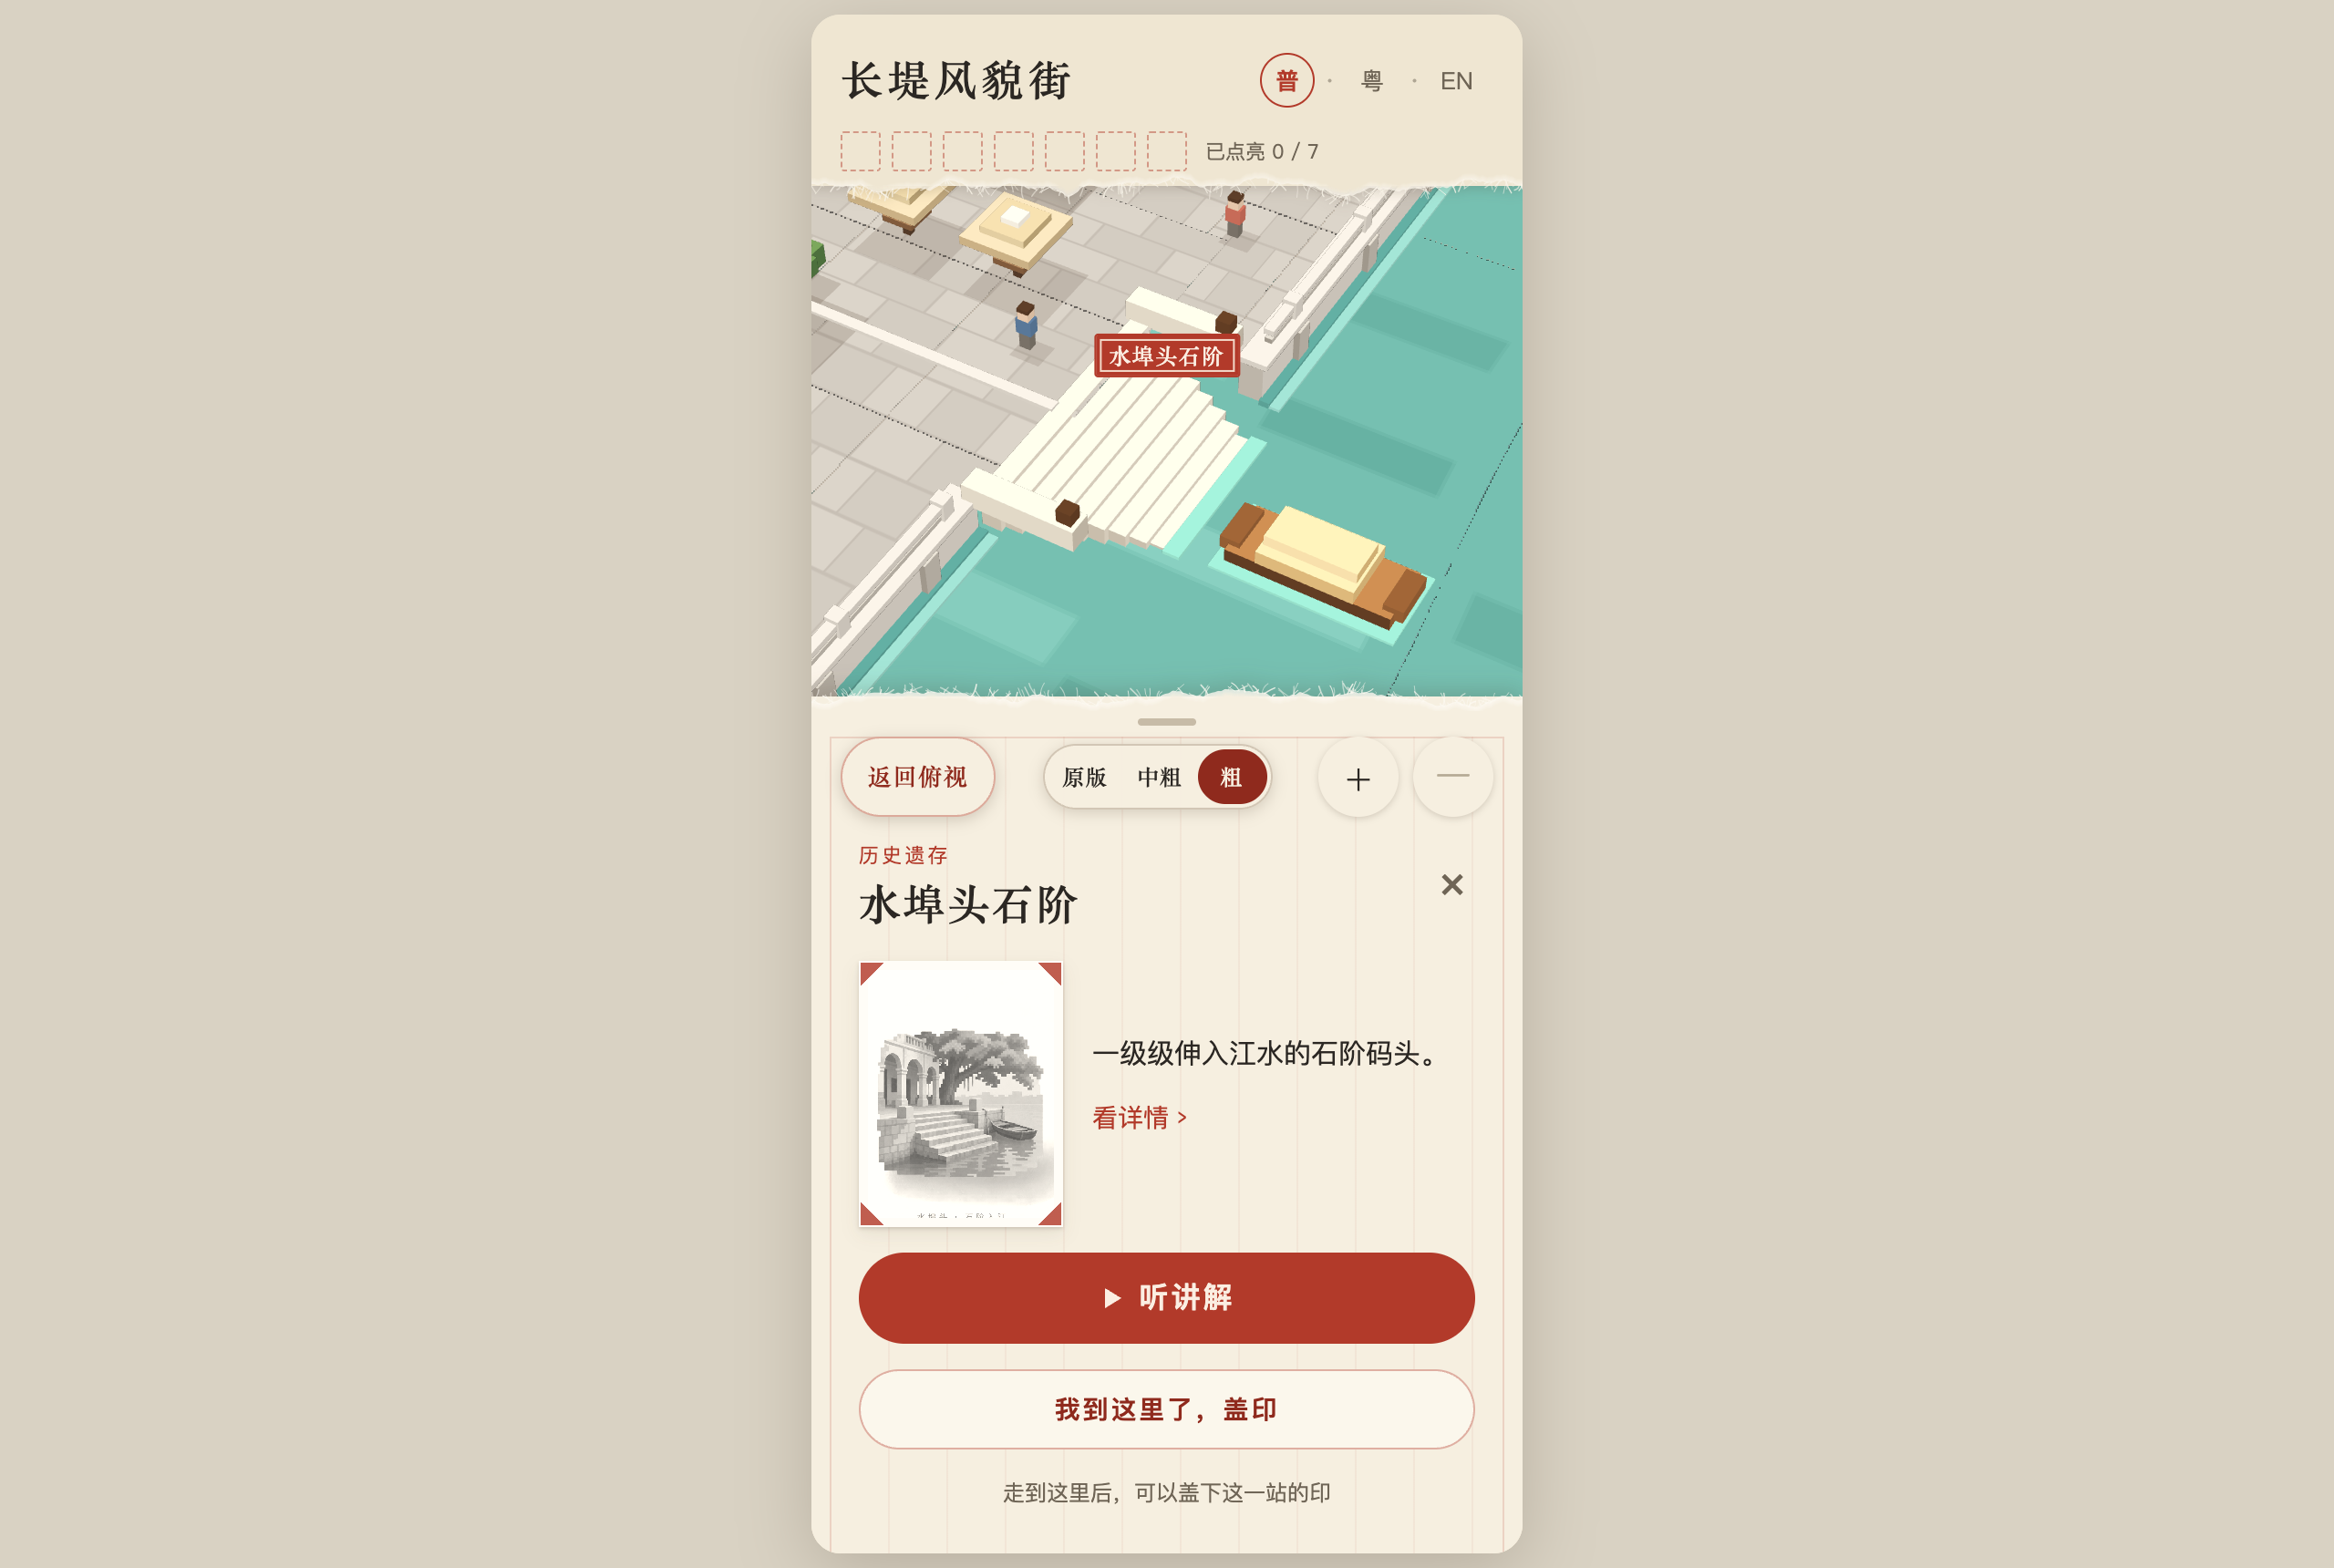 长堤风貌街
普 · 粤 · EN
已点亮 0 / 7
水埠头石阶
返回俯视
原版 中粗 粗
历史遗存
水埠头石阶
一级级伸入江水的石阶码头。
看详情 >
听讲解
我到这里了，盖印
走到这里后，可以盖下这一站的印